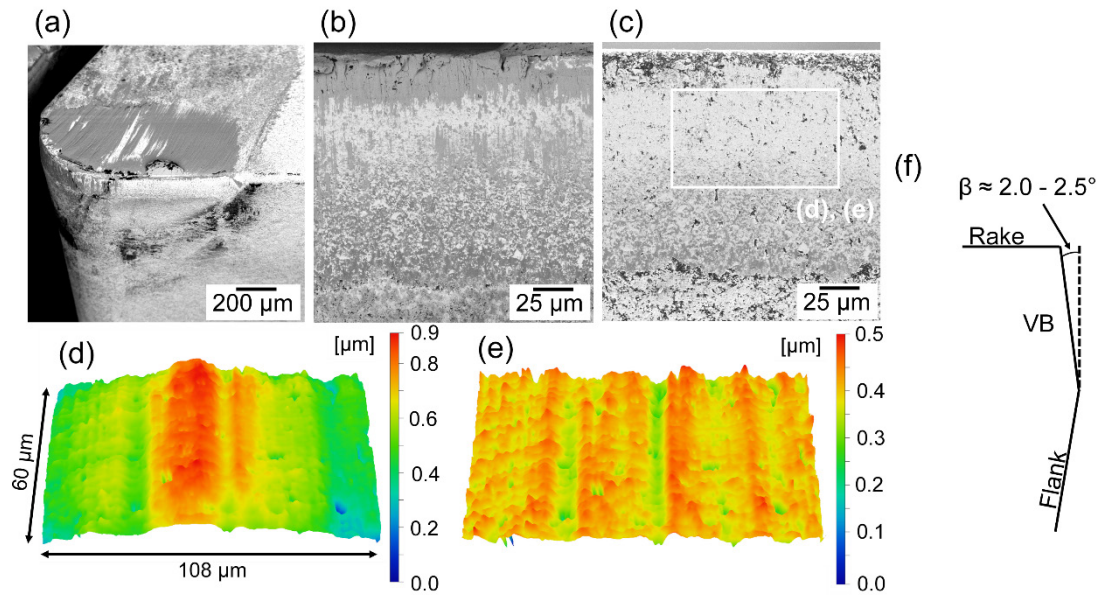 (a)
(b)
(c)
200 µm
25 µm
(d), (e)
25 µm
(d)
[µm]
0.9
0.8
0.6
0.4
0.2
0.0
60 µm
108 µm
(e)
[µm]
0.5
0.4
0.3
0.2
0.1
0.0
(f)
β ≈ 2.0 - 2.5°
Rake
VB
Flank